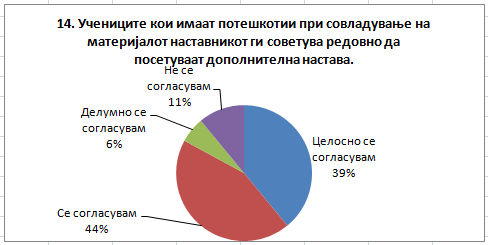 14. Учениците кои имаат потешкотии при совладување на
материјалот наставникот ги советува редовно да
посетуваат дополнителна настава.
Не се
согласувам
11%
Делумно се
согласувам
6%
Целосно се
согласувам
39%
Се согласувам
44%